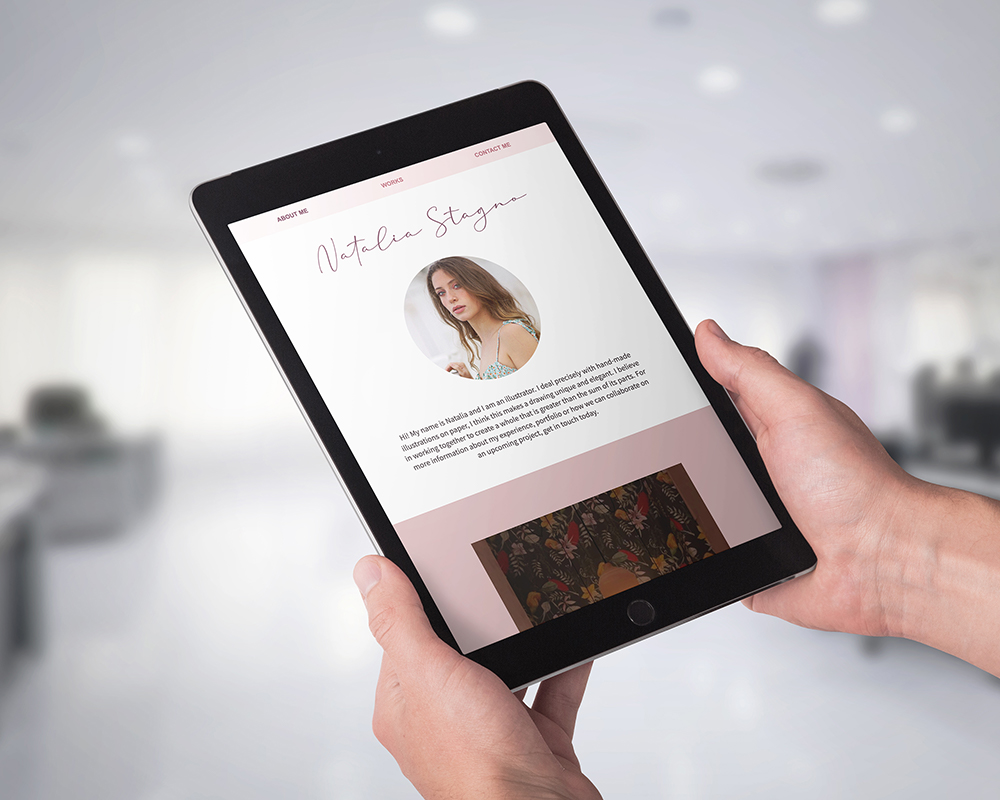 ABOUT ME
WORKS
CONTACT ME
Natalia Stagno
Hi! My name is Natalia and I am an illustrator. I deal precisely with hand-made
illustrations on paper, I think this makes a drawing unique and elegant. I believe
in working together to create a whole that is greater than the sum of its parts. For
more information about my experience, portfolio or how we can collaborate on
an upcoming project, get in touch today.